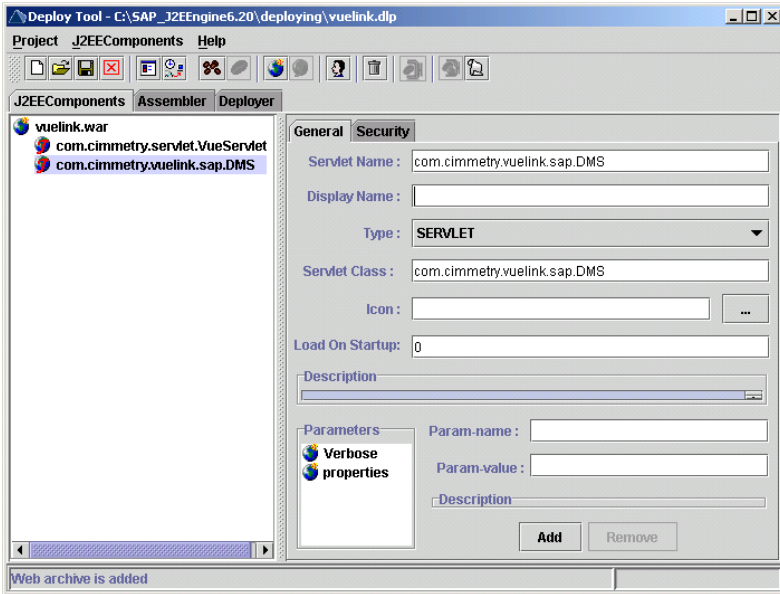 Deploy Tool - C:\SAP_J2EEngine6.20\deploying\vuelink.dlp
Project J2EEComponents Help
J2EEComponents Assembler Deployer
vuelink.war
com.cimmetry.servlet.VueServlet
com.cimmetry.vuelink.sap.DMS
General Security
Servlet Name : com.cimmetry.vuelink.sap.DMS
Display Name :
Type : SERVLET
Servlet Class : com.cimmetry.vuelink.sap.DMS
Icon : ...
Load On Startup: 0
Description
Parameters
Verbose
properties
Param-name :
Param-value :
Description
Add Remove
Web archive is added